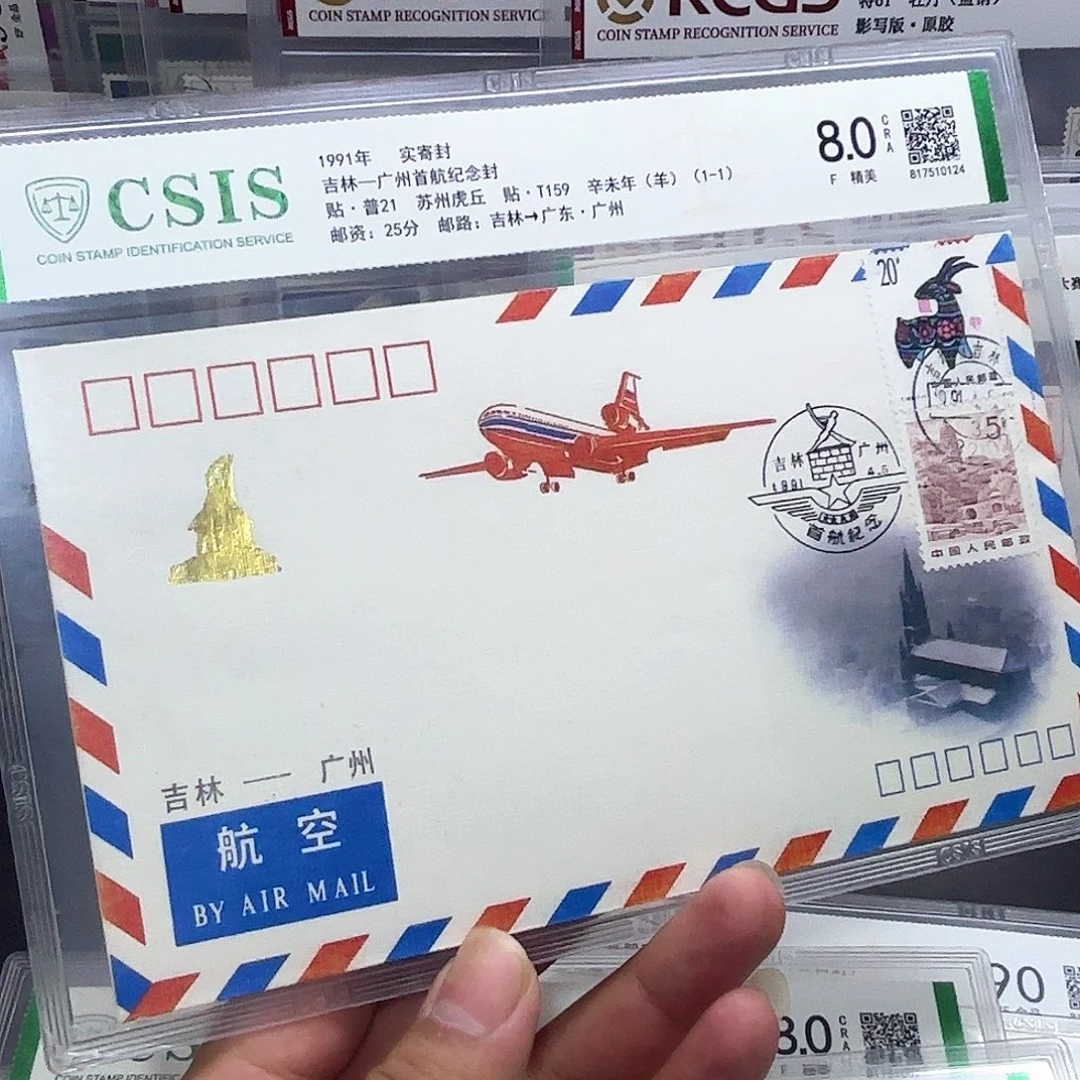 COIN STAMP RECOGNITION SERVICE
COIN STAMP RECOGNITION SERVICE
影写版·原胶
CSIS
COIN STAMP IDENTIFICATION SERVICE
1991年 实寄封
吉林—广州首航纪念封
贴·普21 苏州虎丘 贴·T159 辛未年（羊）（1-1）
邮资：25分 邮路：吉林→广东·广州
8.0
CRA
F 精美
817510124
20
吉林
吉林 广州
1991 4.5
首航纪念
5
中国人民邮政
吉林 — 广州
航空
BY AIR MAIL
CSIS
90
8.0
CRA